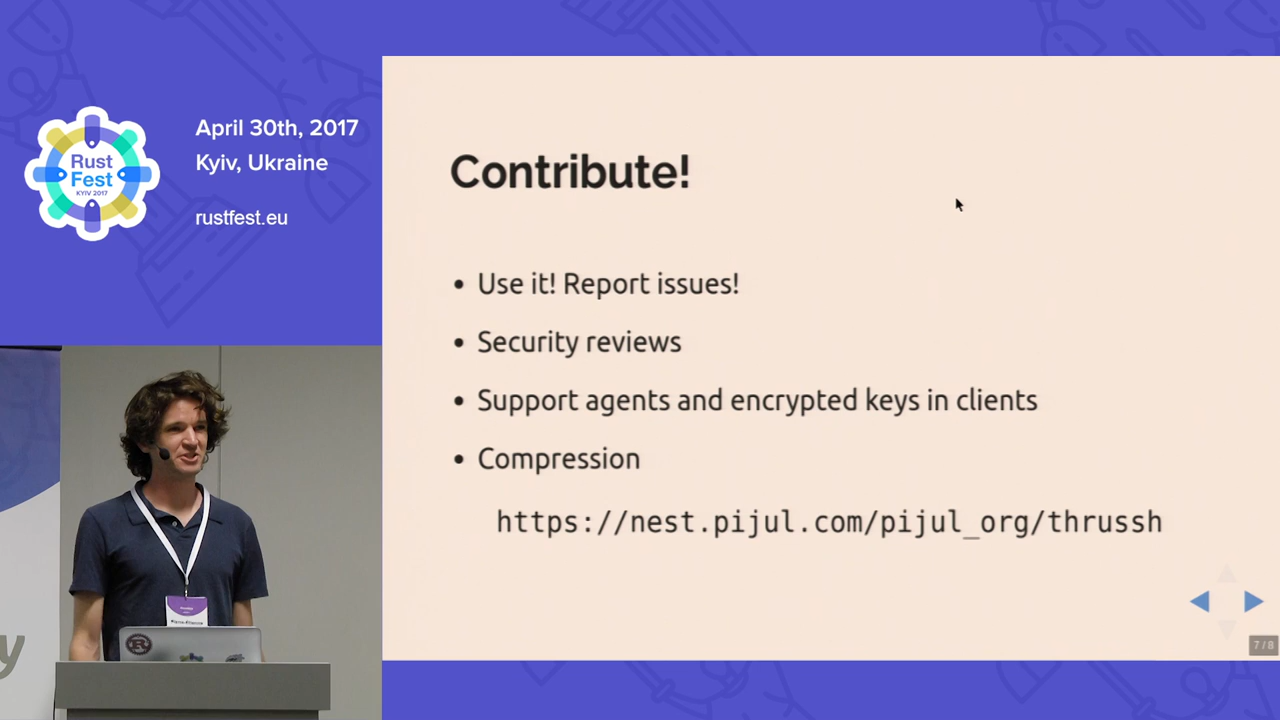 Rust
Fest
KYIV 2017
April 30th, 2017
Kyiv, Ukraine
rustfest.eu
Contribute!
• Use it! Report issues!
• Security reviews
• Support agents and encrypted keys in clients
• Compression
https://nest.pijul.com/pijul_org/thrussh
7 / 8
y
R